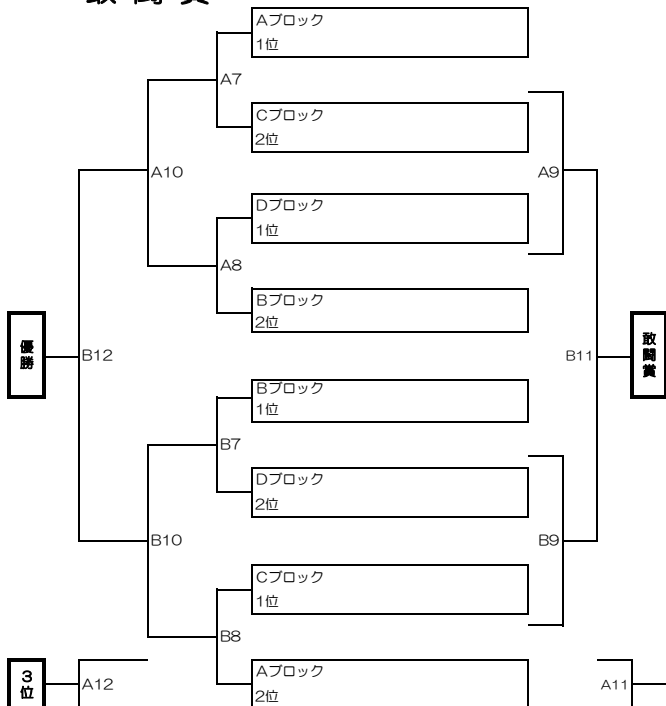 敢闘賞
Aブロック
1位
A7
Cブロック
2位
A10
A9
Dブロック
1位
A8
Bブロック
2位
優勝
B12
B11
敢闘賞
Bブロック
1位
B7
Dブロック
2位
B10
B9
Cブロック
1位
B8
3位
A12
Aブロック
2位
A11